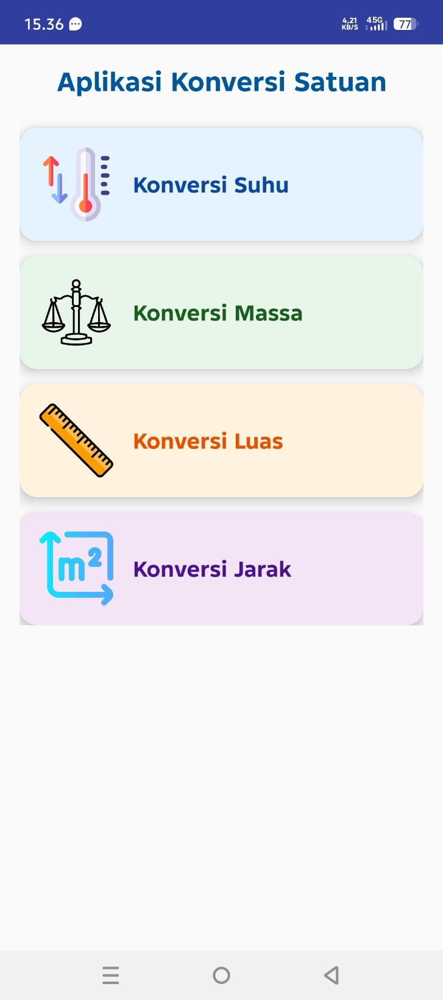 15.36
4,21
KB/S
4.5G
77
Aplikasi Konversi Satuan
Konversi Suhu
Konversi Massa
Konversi Luas
m²
Konversi Jarak